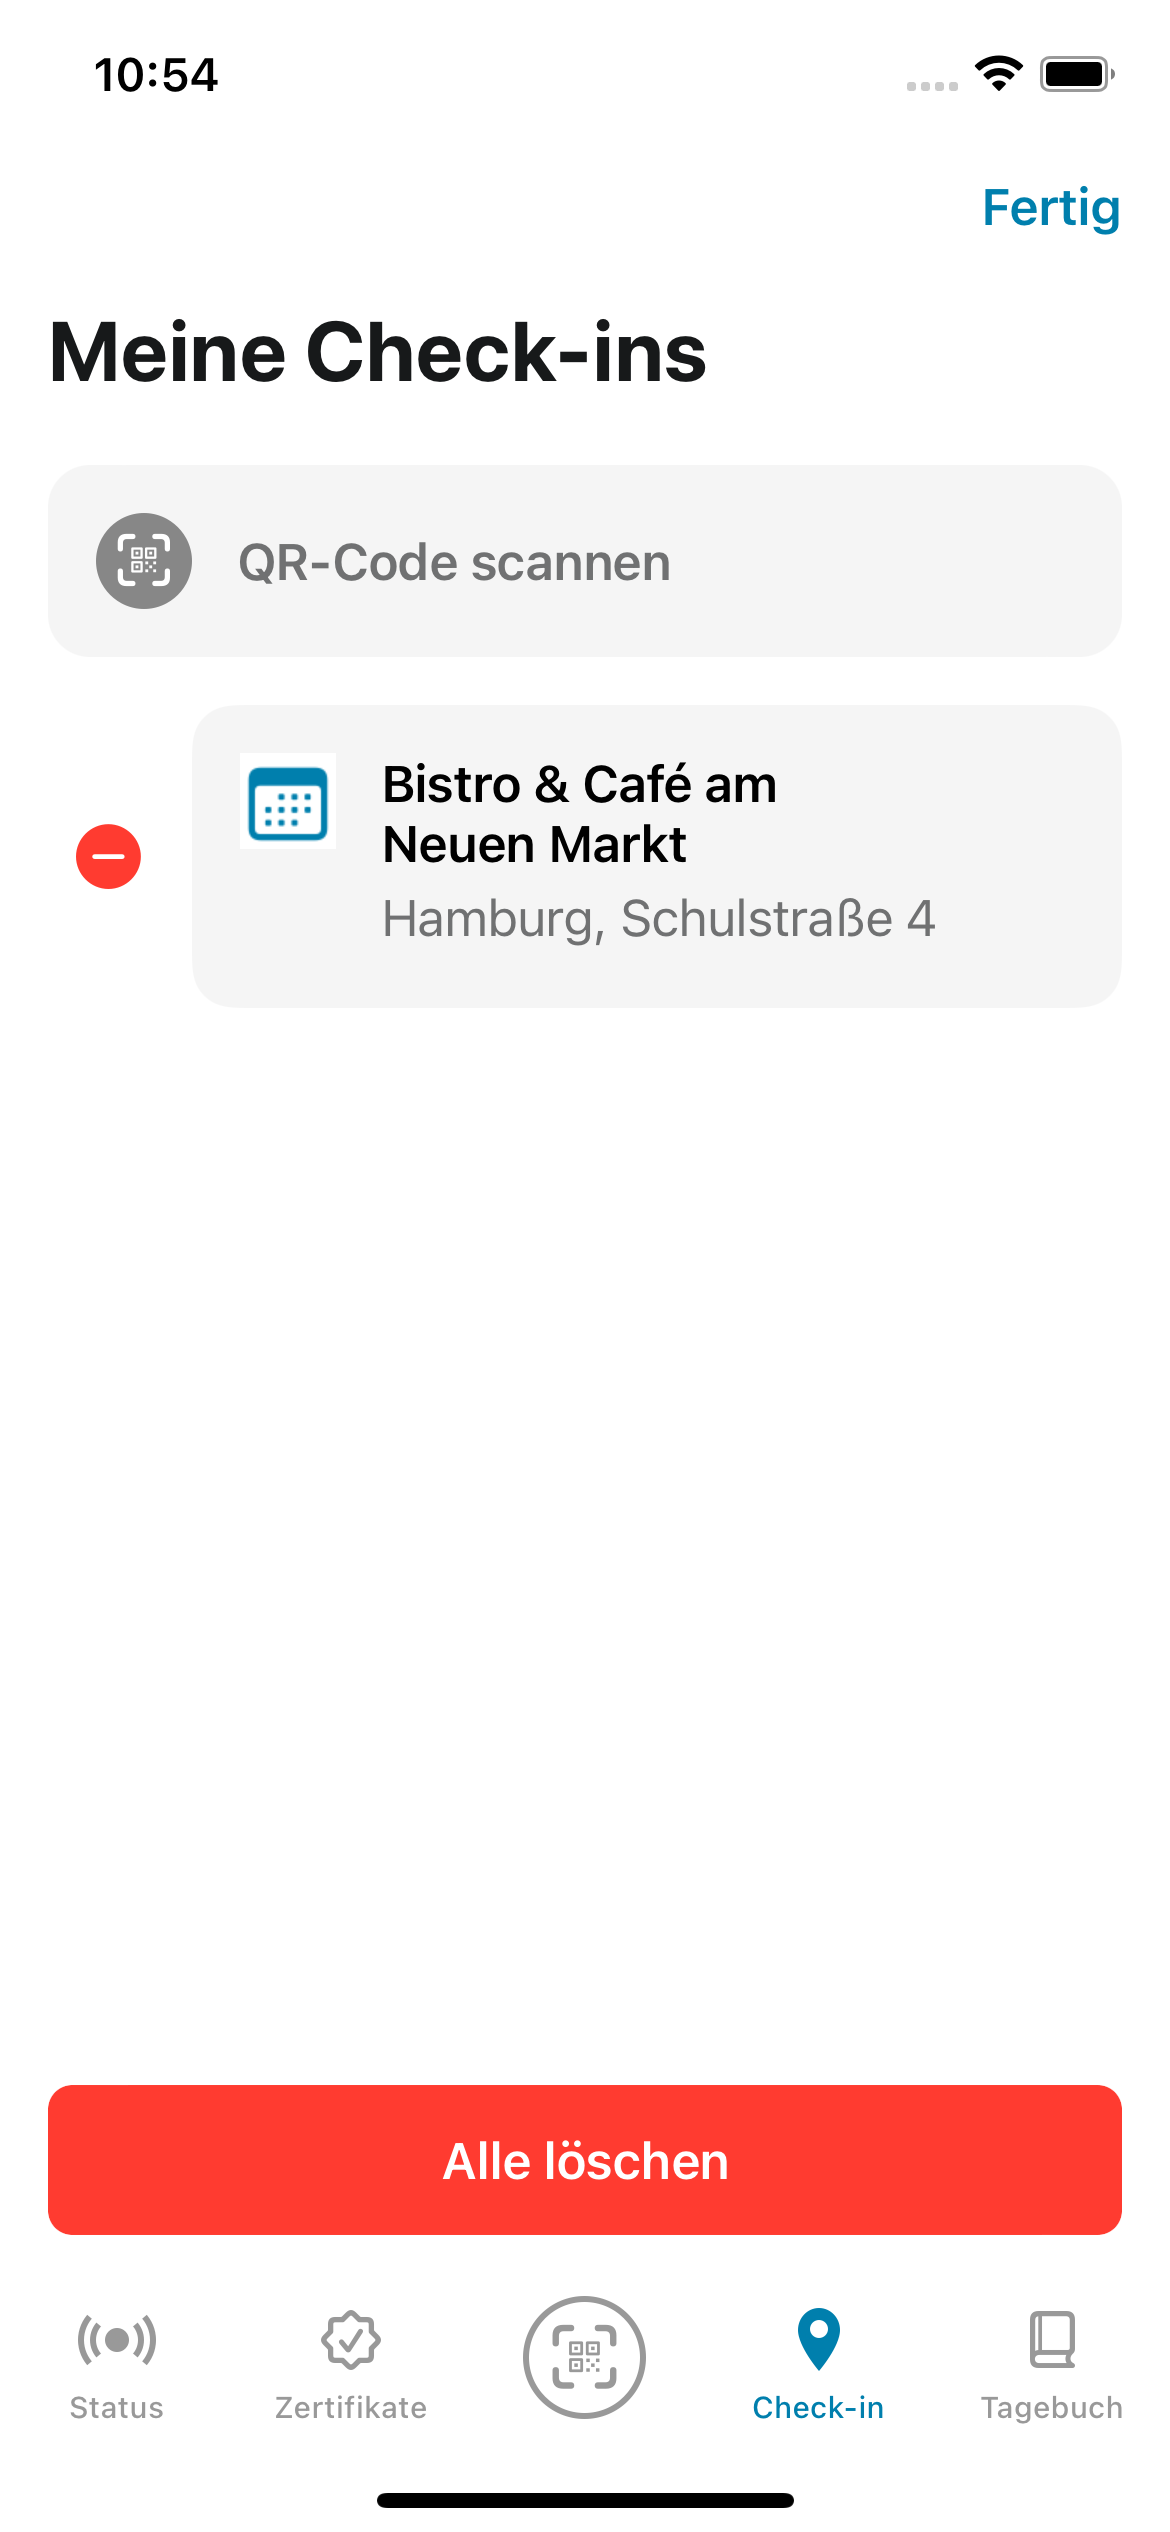 10:54
Fertig
Meine Check-ins
QR-Code scannen
Bistro & Café am
Neuen Markt
Hamburg, Schulstraße 4
Alle löschen
Status
Zertifikate
Check-in
Tagebuch